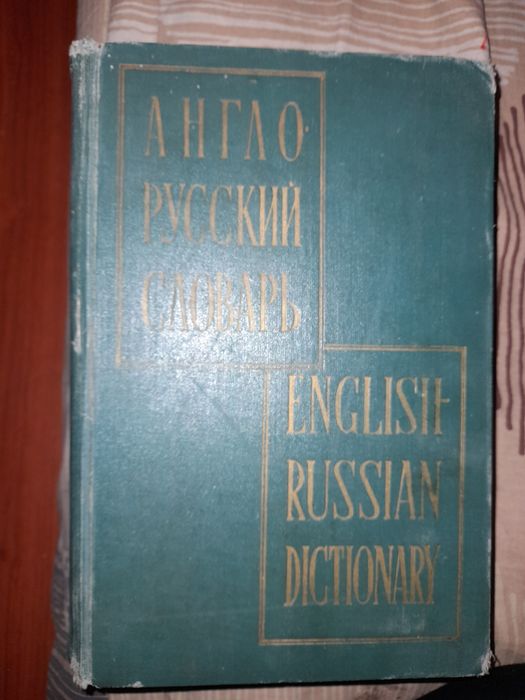 АНГЛО-
РУССКИЙ
СЛОВАРЬ
ENGLISH-
RUSSIAN
DICTIONARY